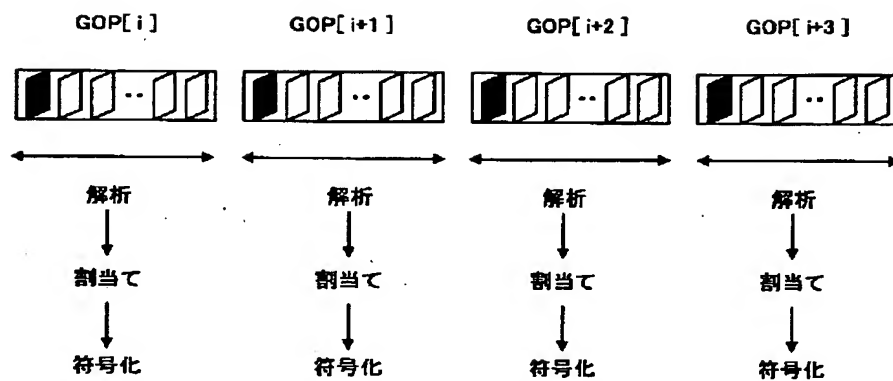 GOP[ i ] GOP[ i+1 ] GOP[ i+2 ] GOP[ i+3 ]
解析 解析 解析 解析
割当て 割当て 割当て 割当て
符号化 符号化 符号化 符号化